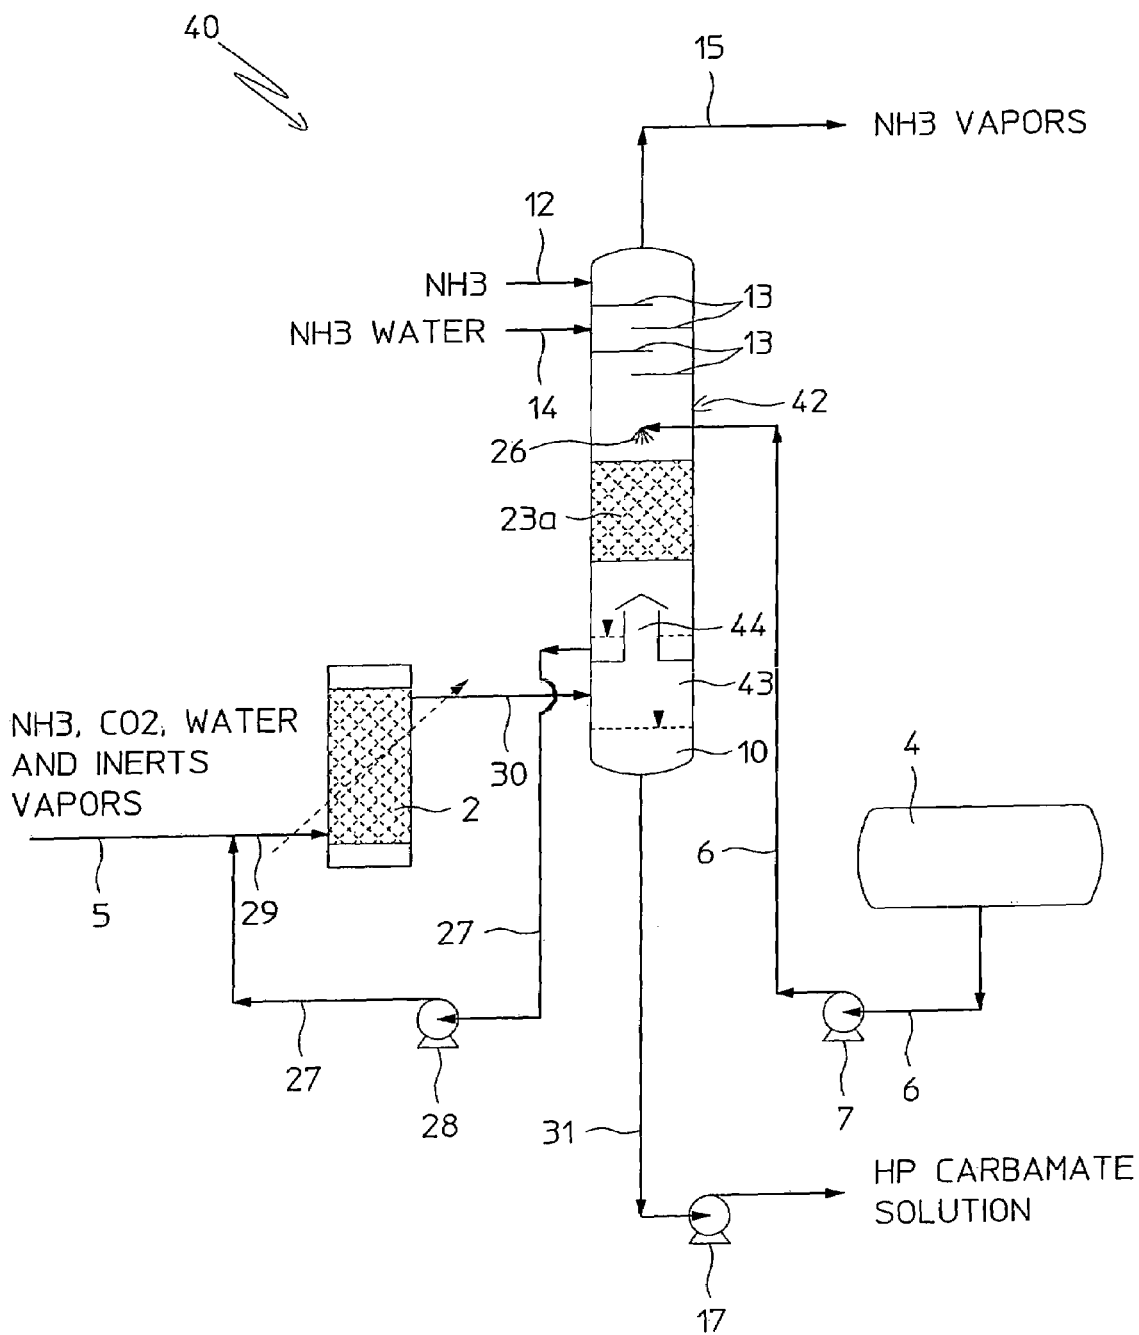 40
15
NH3 VAPORS
12
NH3
13
NH3 WATER
13
14
42
26
23a
44
43
NH3, CO2, WATER
AND INERTS
VAPORS
30
10
4
2
5
29
6
27
27
28
7
6
31
HP CARBAMATE
SOLUTION
17